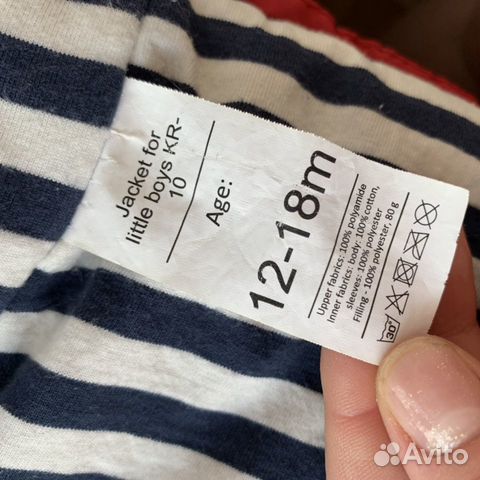 Jacket for
little boys KR-
10
Age:
12-18m
Upper fabrics: 100% polyamide
Inner fabrics: body: 100% cotton,
sleeves: 100% polyester
Filling - 100% polyester, 80 g
30°
Avito